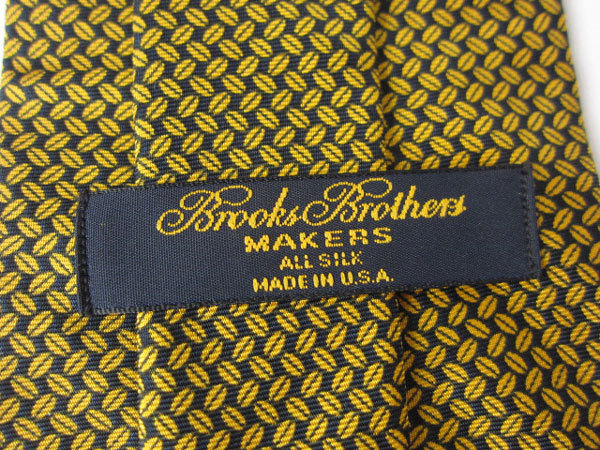 Brooks Brothers
MAKERS
ALL SILK
MADE IN U.S.A.